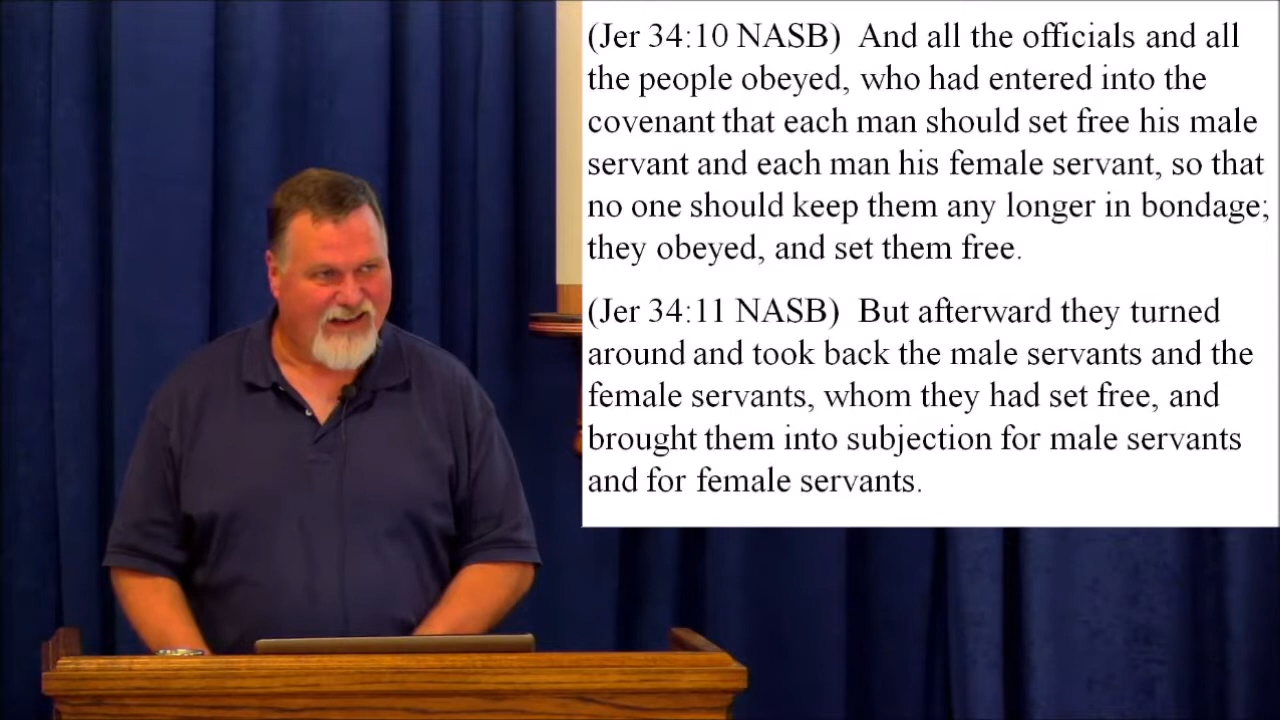 (Jer 34:10 NASB)  And all the officials and all
the people obeyed, who had entered into the
covenant that each man should set free his male
servant and each man his female servant, so that
no one should keep them any longer in bondage;
they obeyed, and set them free.
(Jer 34:11 NASB)  But afterward they turned
around and took back the male servants and the
female servants, whom they had set free, and
brought them into subjection for male servants
and for female servants.